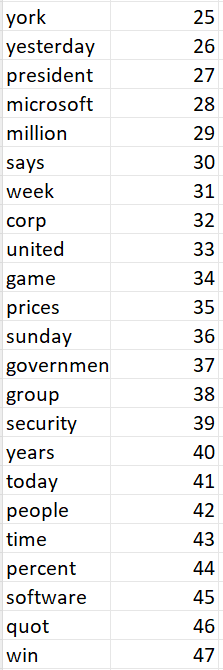 york 25
yesterday 26
president 27
microsoft 28
million 29
says 30
week 31
corp 32
united 33
game 34
prices 35
sunday 36
governmen 37
group 38
security 39
years 40
today 41
people 42
time 43
percent 44
software 45
quot 46
win 47